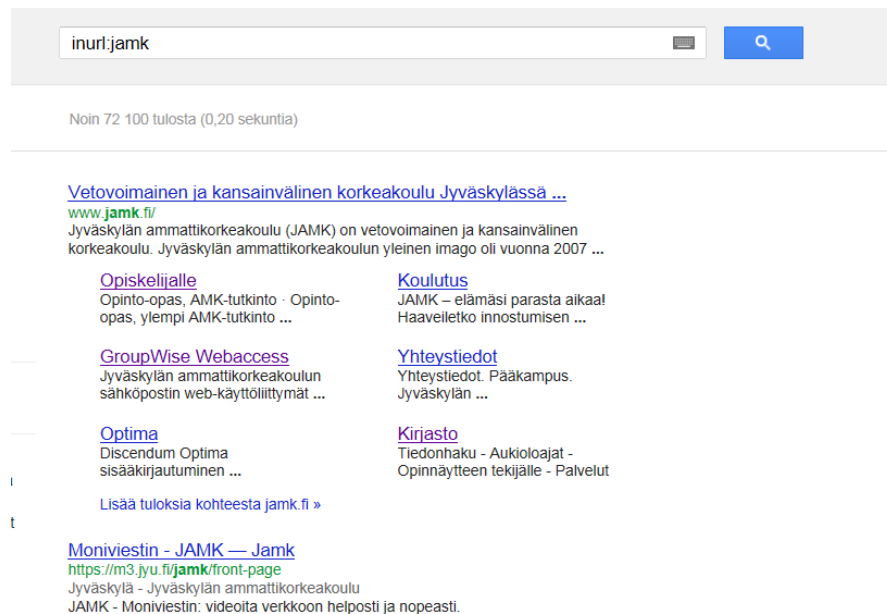 inurl:jamk
Noin 72 100 tulosta (0,20 sekuntia)
Vetovoimainen ja kansainvälinen korkeakoulu Jyväskylässä ...
www.jamk.fi/
Jyväskylän ammattikorkeakoulu (JAMK) on vetovoimainen ja kansainvälinen
korkeakoulu. Jyväskylän ammattikorkeakoulun yleinen imago oli vuonna 2007 ...
Opiskelijalle
Opinto-opas, AMK-tutkinto · Opinto-
opas, ylempi AMK-tutkinto ...
Koulutus
JAMK – elämäsi parasta aikaa!
Haaveiletko innostumisen ...
GroupWise Webaccess
Jyväskylän ammattikorkeakoulun
sähköpostin web-käyttöliittymät ...
Yhteystiedot
Yhteystiedot. Pääkampus.
Jyväskylän ...
Optima
Discendum Optima
sisääkirjautuminen ...
Kirjasto
Tiedonhaku - Aukioloajat -
Opinnäytteen tekijälle - Palvelut
Lisää tuloksia kohteesta jamk.fi »
t
Moniviestin - JAMK — Jamk
https://m3.jyu.fi/jamk/front-page
Jyväskylä - Jyväskylän ammattikorkeakoulu
JAMK - Moniviestin: videoita verkkoon helposti ja nopeasti.